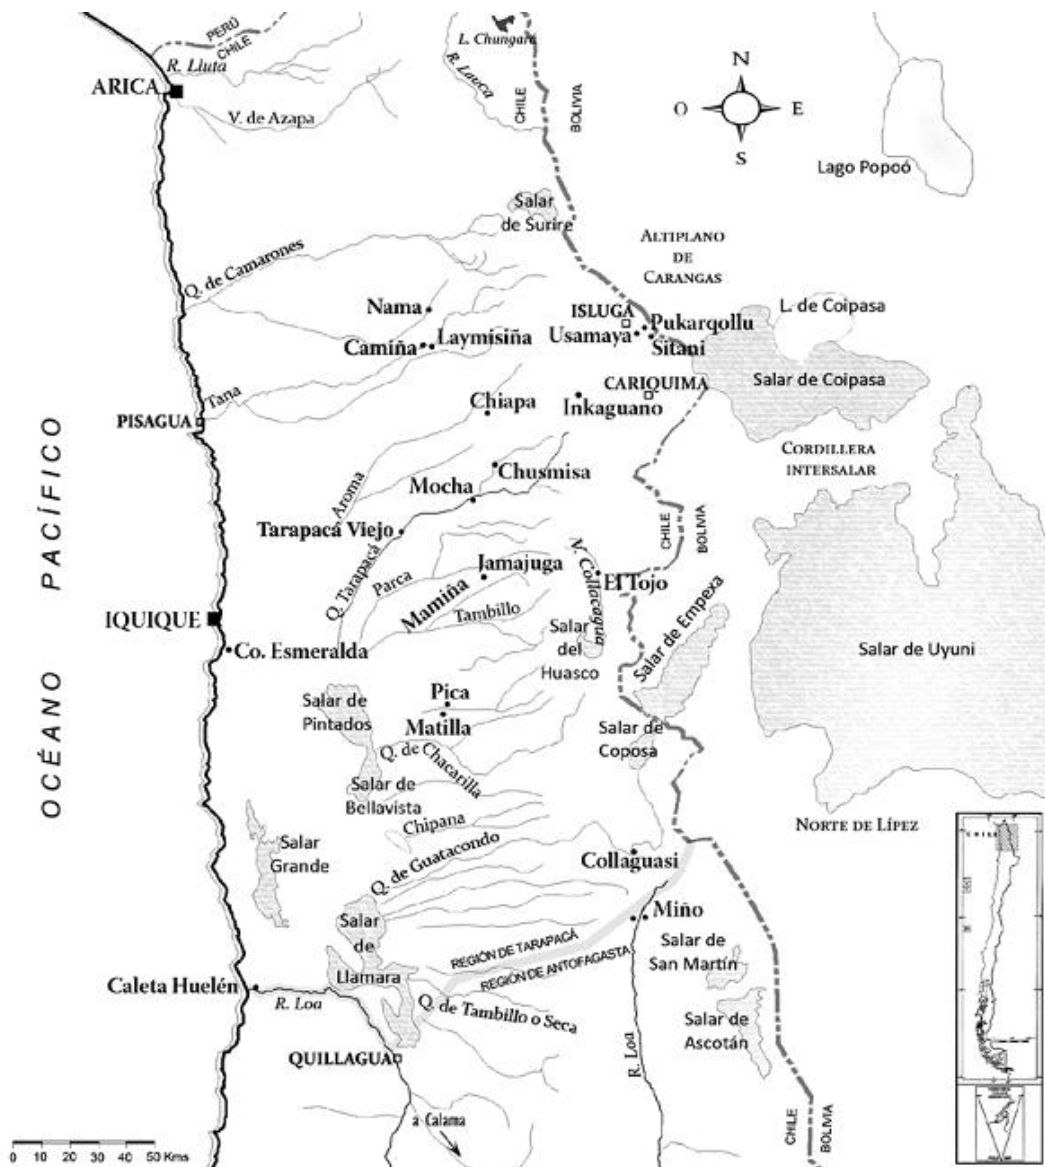 PERÚ
CHILE
L. Chungara
R. Lluta
ARICA
R. Lauca
CHILE
BOLIVIA
N
O
E
S
V. de Azapa
Lago Popoó
Salar
de Surire
ALTIPLANO
DE
CARANGAS
Q. de Camarones
Nama
ISLUGA
L. de Coipasa
Pukarqollu
Usamaya
Laymisiña
Camiña
Sitani
Salar de Coipasa
CARIQUIMA
Tana
Chiapa
Inkaguano
PISAGUA
CORDILLERA
INTERSALAR
Chusmisa
Aroma
Mocha
Tarapacá Viejo
CHILE
BOLIVIA
OCÉANO PACÍFICO
Q. Tarapacá
Parca
Jamajuga
V. Collacagua
El Tojo
Mamiña
Tambillo
IQUIQUE
Salar
del
Huasco
Salar de Empexa
Salar de Uyuni
Co. Esmeralda
Pica
Salar de
Pintados
Matilla
Salar de
Coposa
Q. de Chacarilla
Salar de
Bellavista
Chipana
NORTE DE LÍPEZ
Salar
Grande
Q. de Guatacondo
Collaguasi
CHILE
Miño
Salar
de
Llamara
REGIÓN DE TARAPACÁ
REGIÓN DE ANTOFAGASTA
Salar de
San Martín
Caleta Huelén
R. Loa
Q. de Tambillo o Seca
Salar de
Ascotán
QUILLAGUA
R. Loa
a Calama
CHILE
BOLIVIA
0 10 20 30 40 50 Kms